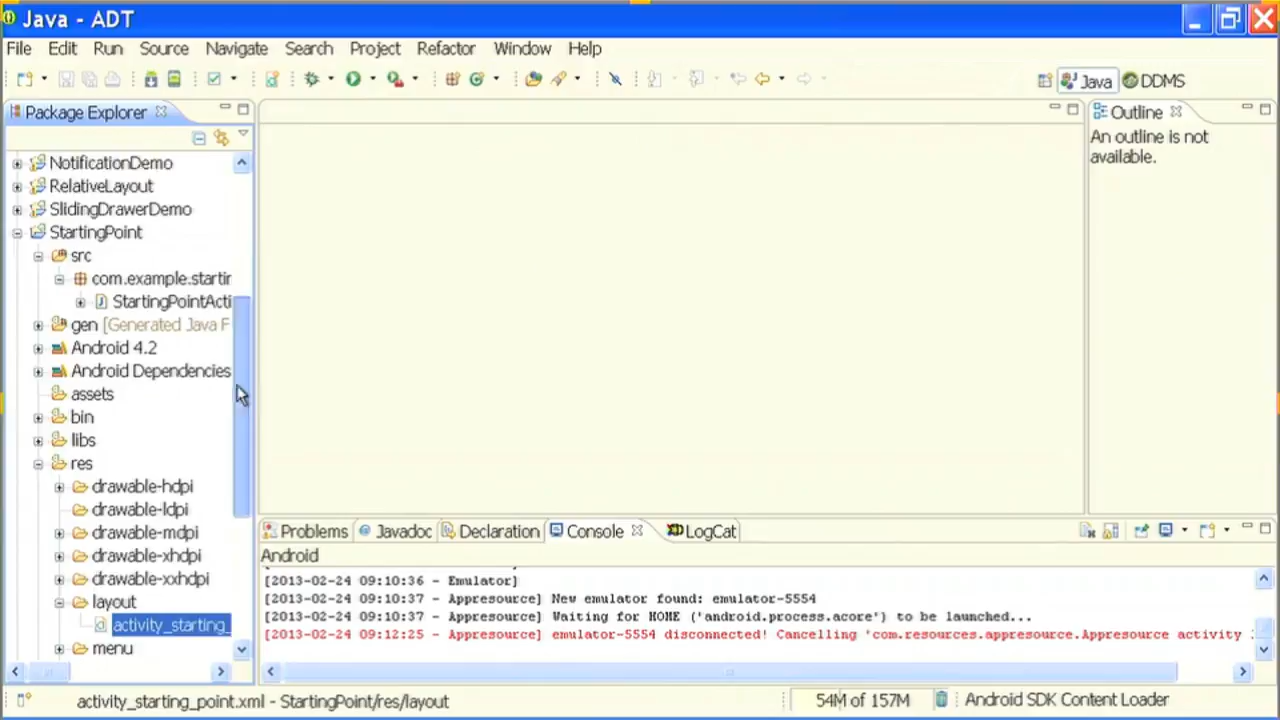 Java - ADT
File Edit Run Source Navigate Search Project Refactor Window Help
Java DDMS
Package Explorer
NotificationDemo
RelativeLayout
SlidingDrawerDemo
StartingPoint
src
com.example.startin
StartingPointActi
gen [Generated Java F
Android 4.2
Android Dependencies
assets
bin
libs
res
drawable-hdpi
drawable-ldpi
drawable-mdpi
drawable-xhdpi
drawable-xxhdpi
layout
activity_starting_
menu
Outline
An outline is not
available.
Problems Javadoc Declaration Console LogCat
Android
[2013-02-24 09:10:36 - Emulator]
[2013-02-24 09:10:37 - Appresource] New emulator found: emulator-5554
[2013-02-24 09:10:37 - Appresource] Waiting for HOME ('android.process.acore') to be launched...
[2013-02-24 09:12:25 - Appresource] emulator-5554 disconnected! Cancelling 'com.resources.appresource.Appresource activity
activity_starting_point.xml - StartingPoint/res/layout
54M of 157M
Android SDK Content Loader